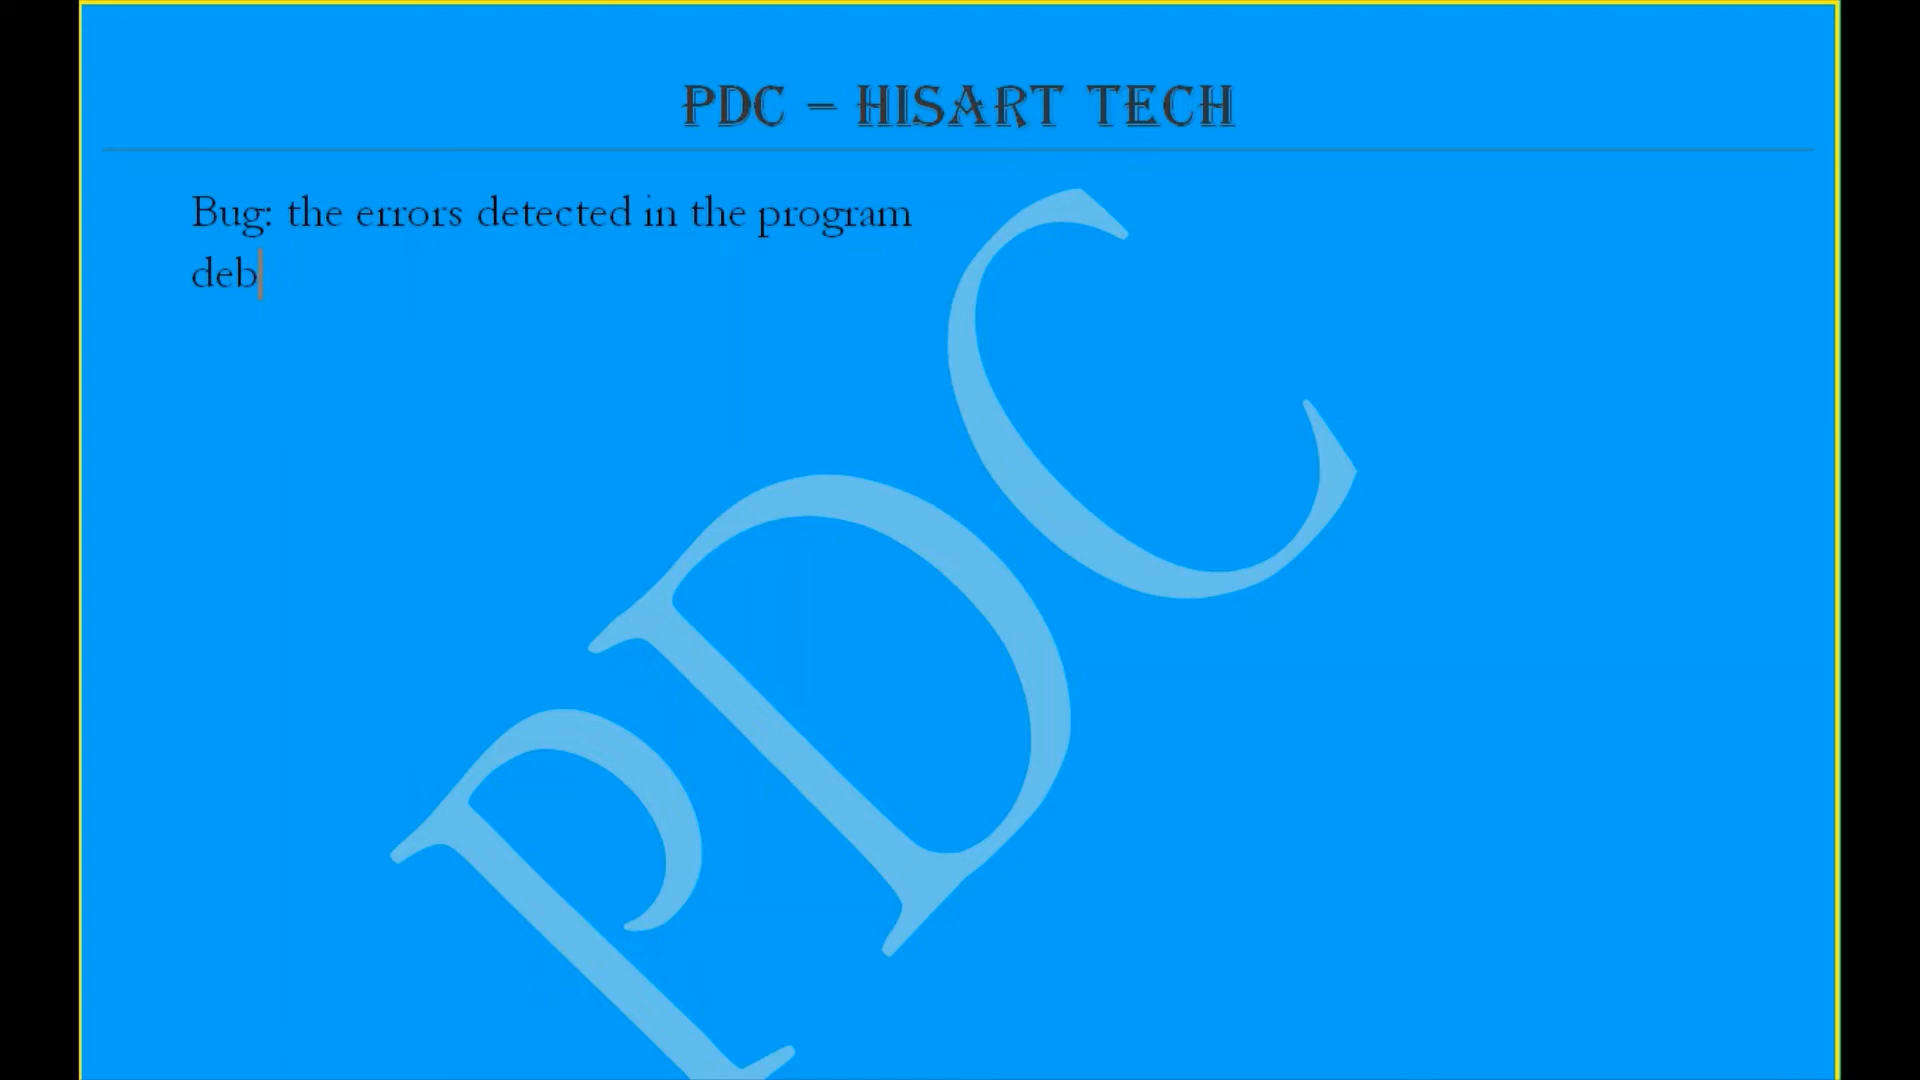 PDC – HISART TECH
Bug: the errors detected in the program
deb
PDC